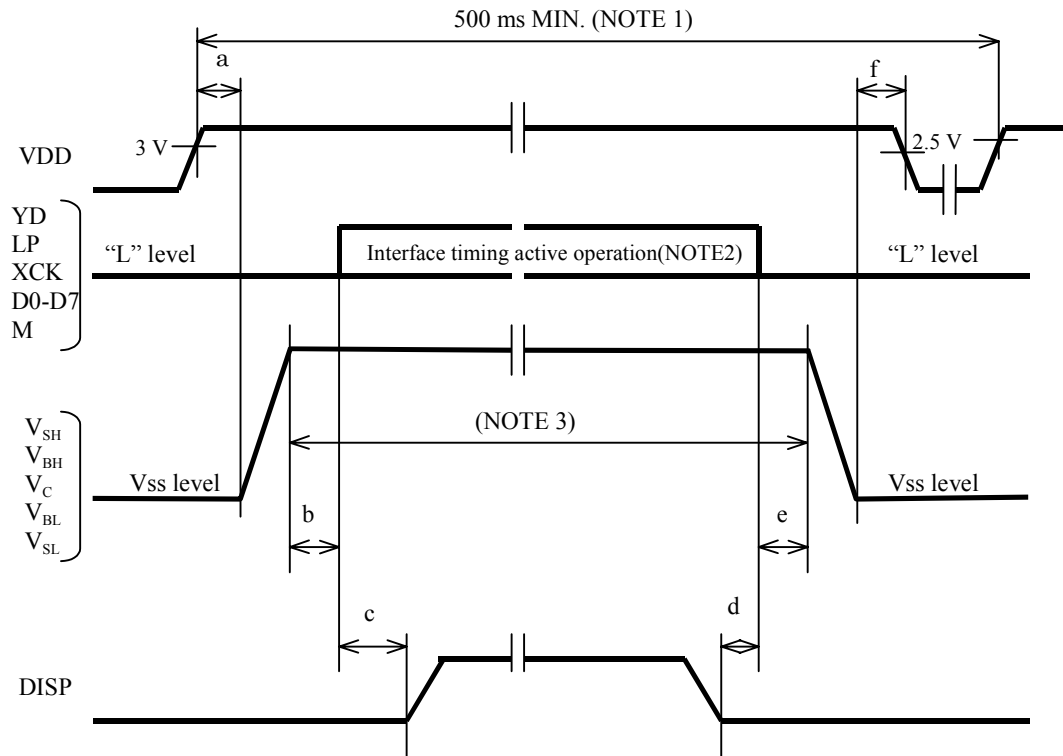 500 ms MIN. (NOTE 1)
a
f
3 V
2.5 V
VDD
YD
LP
“L” level
Interface timing active operation(NOTE2)
“L” level
XCK
D0-D7
M
(NOTE 3)
VSH
VBH
VC
Vss level
Vss level
VBL
VSL
b
e
c
d
DISP